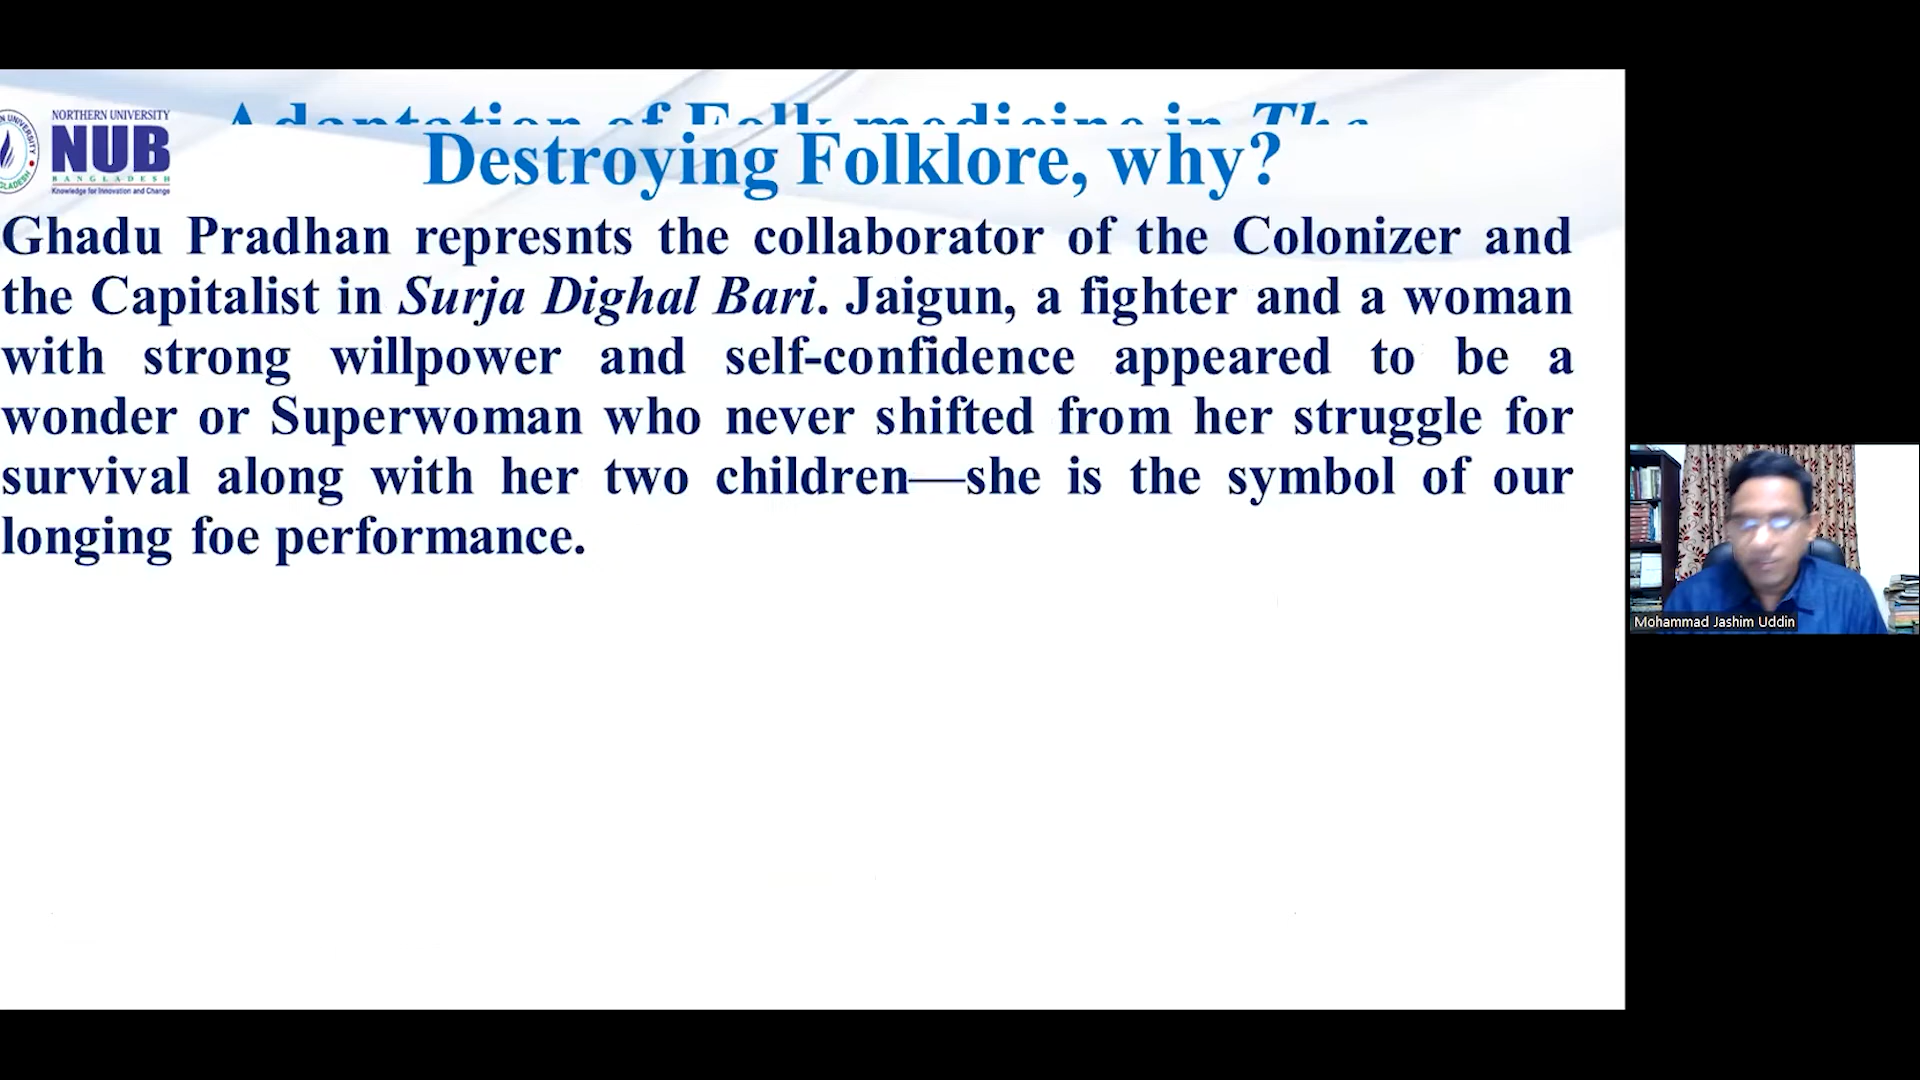 NORTHERN UNIVERSITY
NUB
BANGLADESH
Knowledge for Innovation and Change
Adaptation of Folk medicine in The
Destroying Folklore, why?
Ghadu Pradhan represnts the collaborator of the Colonizer and
the Capitalist in Surja Dighal Bari. Jaigun, a fighter and a woman
with strong willpower and self-confidence appeared to be a
wonder or Superwoman who never shifted from her struggle for
survival along with her two children—she is the symbol of our
longing foe performance.
Mohammad Jashim Uddin